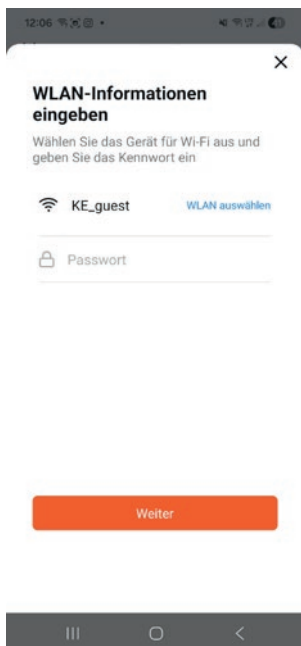 12:06
WLAN-Informationen
eingeben
Wählen Sie das Gerät für Wi-Fi aus und
geben Sie das Kennwort ein
KE_guest WLAN auswählen
Passwort
Weiter